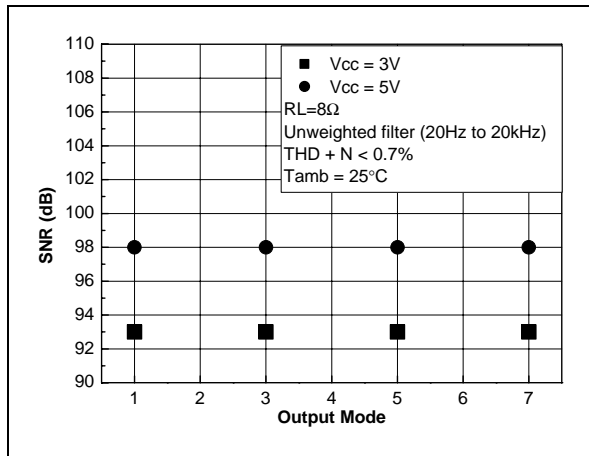 110
108
106
104
102
100
98
96
94
92
90
SNR (dB)
Vcc = 3V
Vcc = 5V
RL=8Ω
Unweighted filter (20Hz to 20kHz)
THD + N < 0.7%
Tamb = 25°C
1 2 3 4 5 6 7
Output Mode